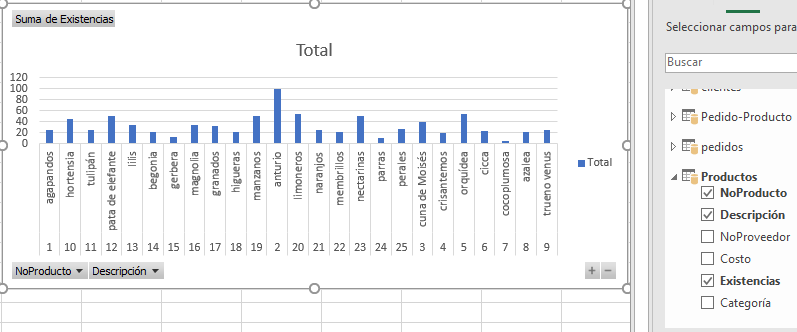 Suma de Existencias
Total
120
100
80
60
40
20
0
agapandos
hortensia
tulipán
pata de elefante
lilis
begonia
gerbera
magnolia
granados
higueras
manzanos
anturio
limoneros
naranjos
membrillos
nectarinas
parras
perales
cuna de Moisés
crisantemos
orquídea
cicca
cocoplumosa
azalea
trueno venus
1 10 11 12 13 14 15 16 17 18 19 2 20 21 22 23 24 25 3 4 5 6 7 8 9
Total
NoProducto Descripción
Seleccionar campos para
Buscar
clientes
Pedido-Producto
pedidos
Productos
NoProducto
Descripción
NoProveedor
Costo
Existencias
Categoría